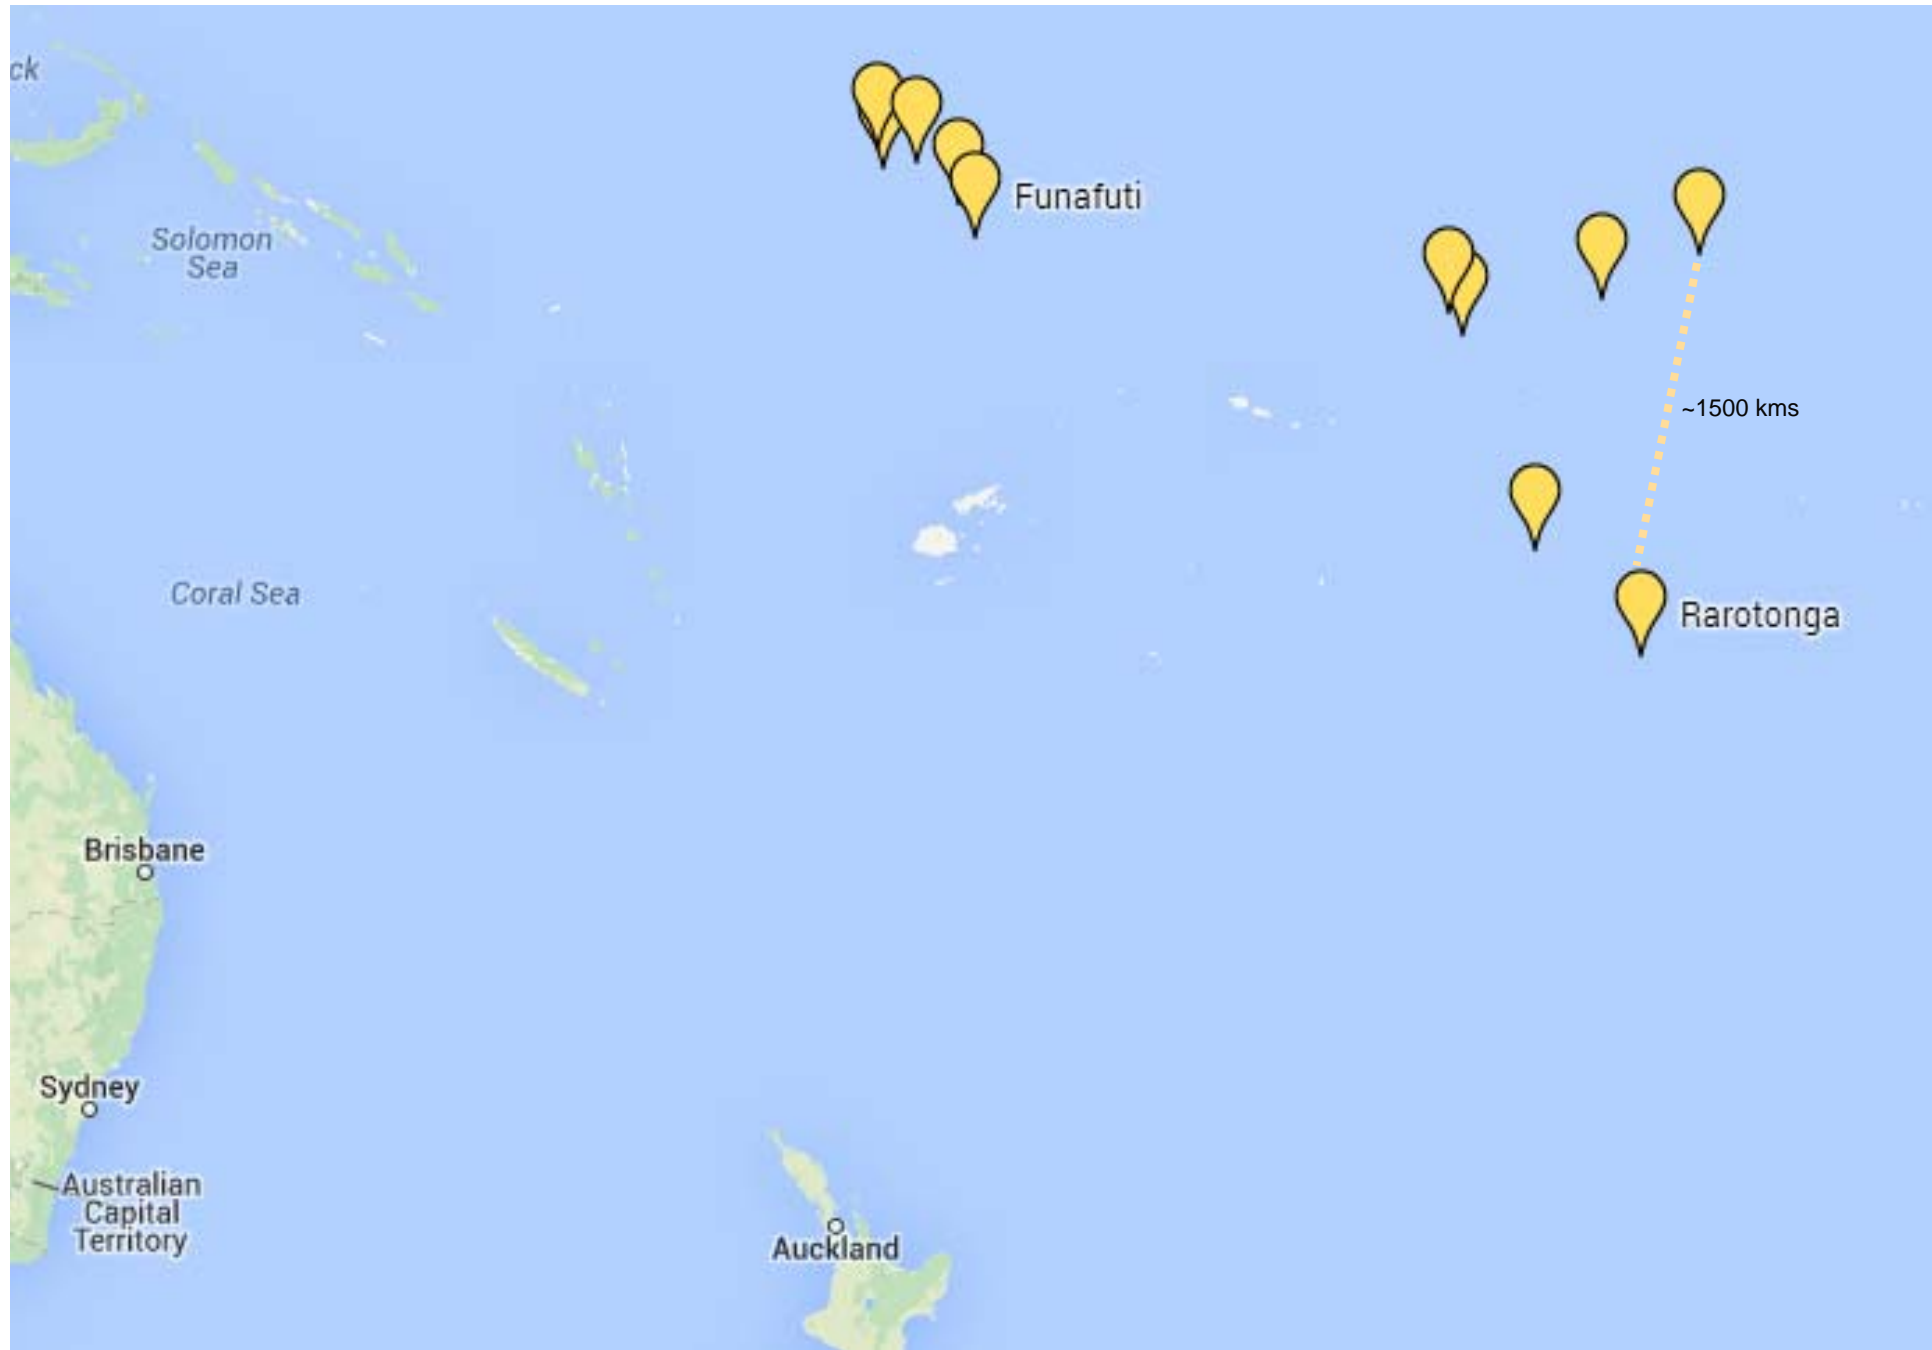 ck
Funafuti
Solomon
Sea
~1500 kms
Coral Sea
Rarotonga
Brisbane
Sydney
Australian
Capital
Territory
Auckland